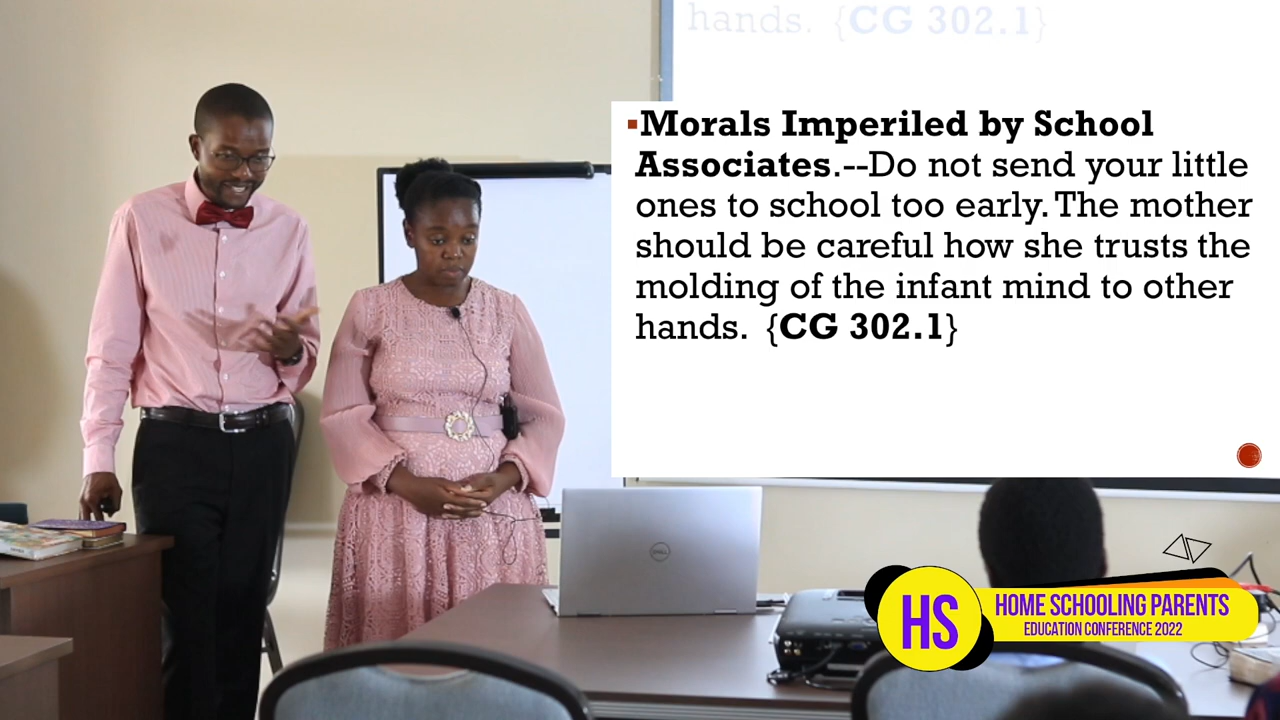 hands. {CG 302.1}
▪Morals Imperiled by School
Associates.--Do not send your little
ones to school too early. The mother
should be careful how she trusts the
molding of the infant mind to other
hands. {CG 302.1}
DELL
HS
HOME SCHOOLING PARENTS
EDUCATION CONFERENCE 2022